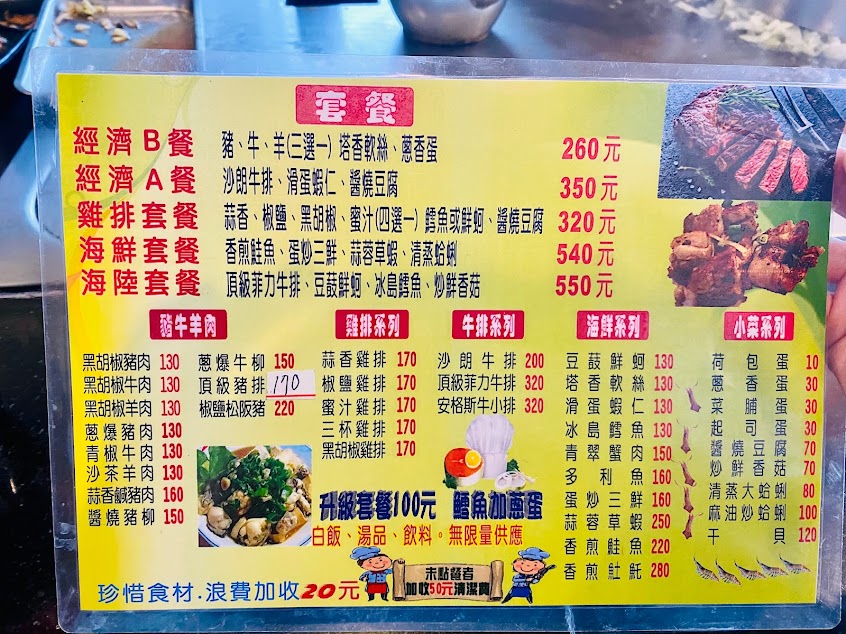 套餐
經濟B餐 豬、牛、羊(三選一) 塔香軟絲、蔥香蛋 260元
經濟A餐 沙朗牛排、滑蛋蝦仁、醬燒豆腐 350元
雞排套餐 蒜香、椒鹽、黑胡椒、蜜汁(四選一) 鱈魚或鮮蚵、醬燒豆腐 320元
海鮮套餐 香煎鮭魚、蛋炒三鮮、蒜蓉草蝦、清蒸蛤蜊 540元
海陸套餐 頂級菲力牛排、豆豉鮮蚵、冰島鱈魚、炒鮮香菇 550元
豬牛羊肉
黑胡椒豬肉 130
黑胡椒牛肉 130
黑胡椒羊肉 130
蔥爆豬肉 130
青椒牛肉 130
沙茶羊肉 130
蒜香鹹豬肉 160
醬燒豬柳 150
蔥爆牛柳 150
頂級豬排 170
椒鹽松阪豬 220
雞排系列
蒜香雞排 170
椒鹽雞排 170
蜜汁雞排 170
三杯雞排 170
黑胡椒雞排 170
牛排系列
沙朗牛排 200
頂級菲力牛排 320
安格斯牛小排 320
海鮮系列
豆豉鮮蚵 130
塔香軟絲 130
滑蛋蝦仁 130
冰島鱈魚 130
青翠蟹肉 150
多利魚 160
蛋炒三鮮 160
蒜蓉草蝦 250
香煎鮭魚 220
香煎魟魠 280
小菜系列
荷包蛋 10
蔥香蛋 30
菜脯蛋 30
起司蛋 30
醬燒豆腐 70
炒鮮香菇 70
清蒸大蛤蜊 80
麻油炒蛤蜊 100
干貝 120
升級套餐100元 鱈魚加蔥蛋
白飯、湯品、飲料。無限量供應
珍惜食材.浪費加收20元
未點餐者
加收50元清潔費